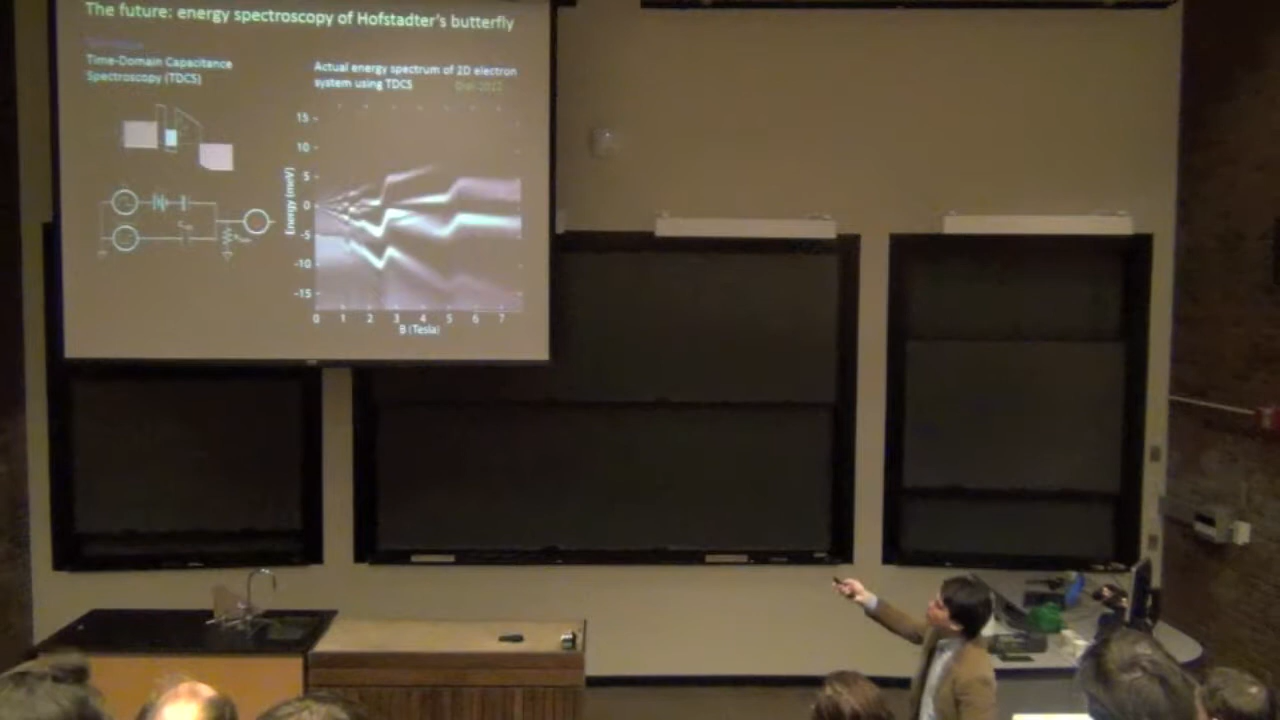 The future: energy spectroscopy of Hofstadter's butterfly
Time-Domain Capacitance
Spectroscopy (TDCS)
Actual energy spectrum of 2D electron
system using TDCS
15
10
5
0
-5
-10
-15
Energy (meV)
0 1 2 3 4 5 6 7
B (Tesla)